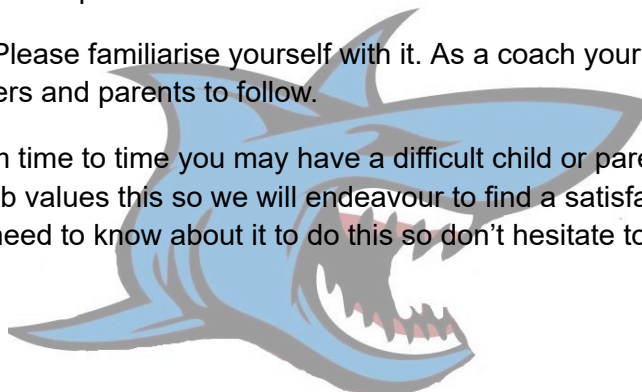 Please familiarise yourself with it. As a coach your
ers and parents to follow.
n time to time you may have a difficult child or pare
b values this so we will endeavour to find a satisfa
need to know about it to do this so don’t hesitate to